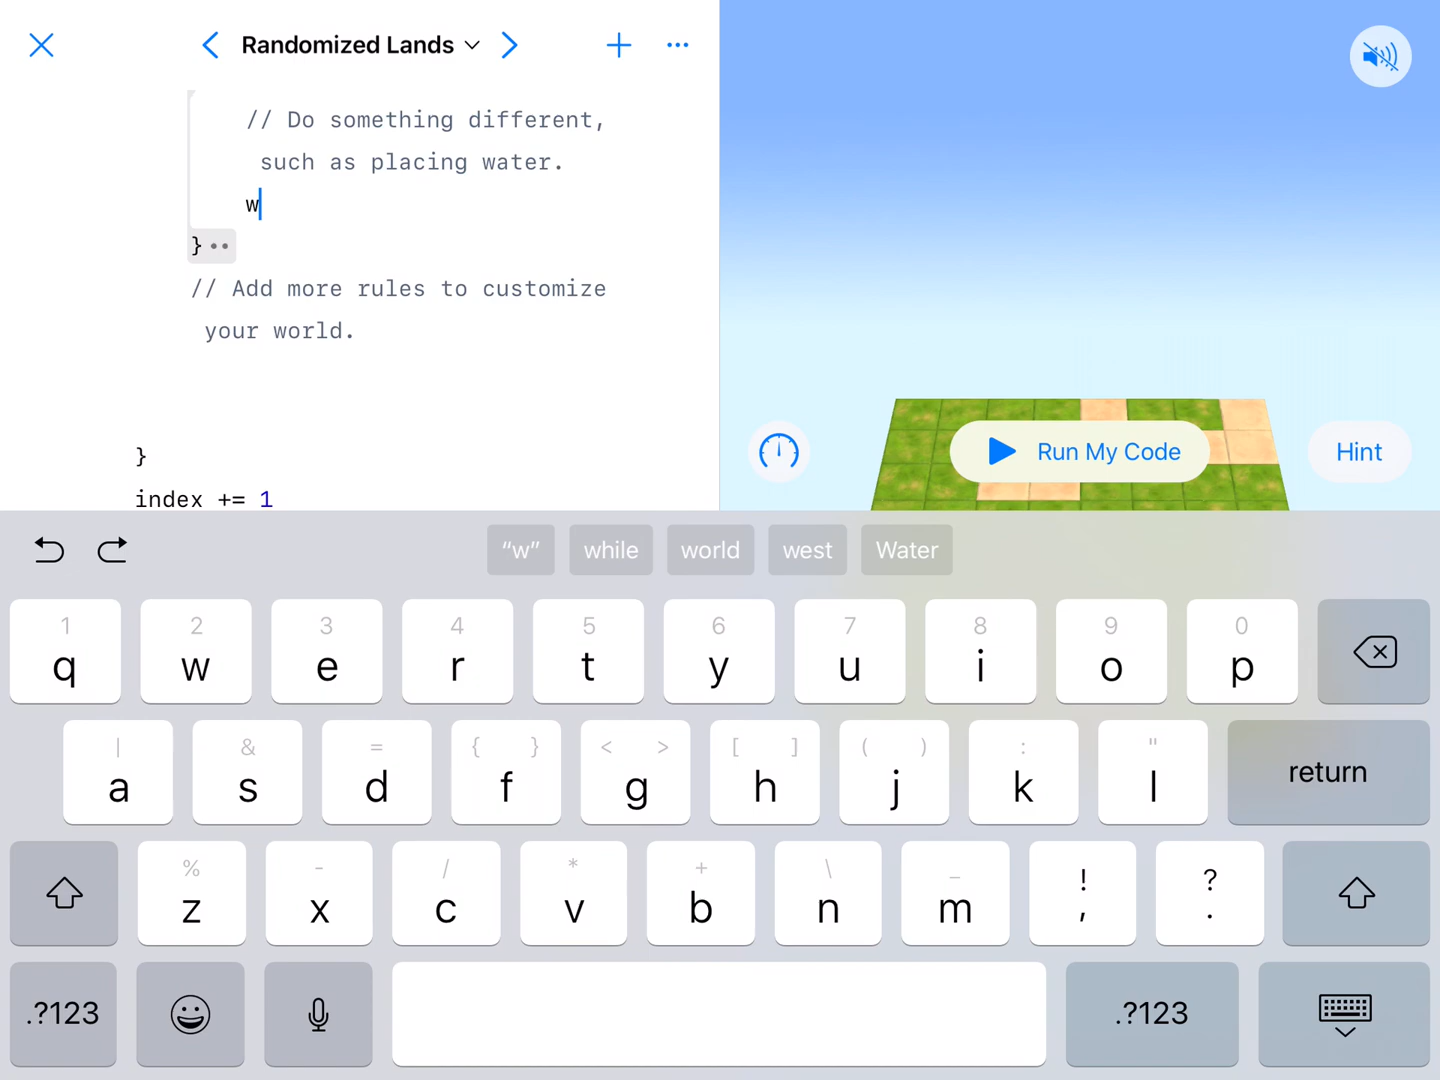 Randomized Lands
// Do something different,
such as placing water.
w
}
// Add more rules to customize
your world.
}
index += 1
Run My Code
Hint
“w”
while
world
west
Water
1 2 3 4 5 6 7 8 9 0
q w e r t y u i o p
| & = { } < > [ ] ( ) : "
a s d f g h j k l
return
% - / * + \ _ ! ?
z x c v b n m , .
.?123
.?123